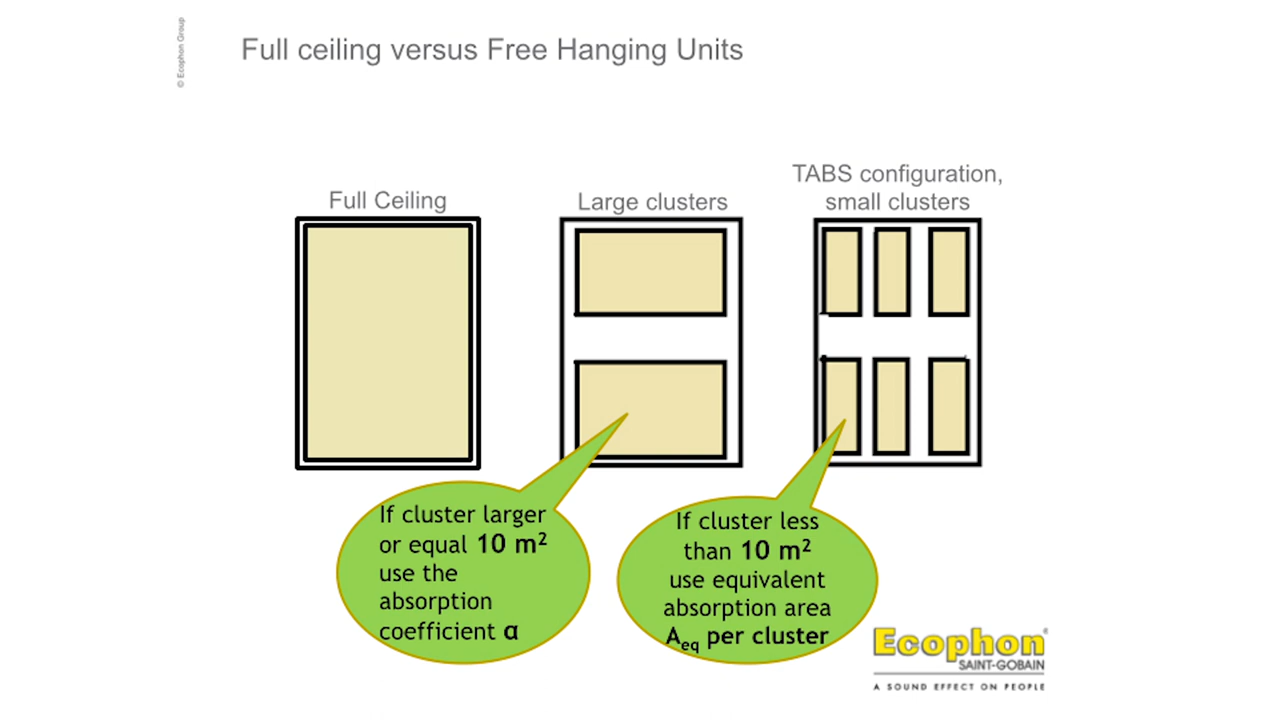 © Ecophon Group
Full ceiling versus Free Hanging Units
Full Ceiling
Large clusters
TABS configuration,
small clusters
If cluster larger
or equal 10 m²
use the
absorption
coefficient α
If cluster less
than 10 m²
use equivalent
absorption area
Aeq per cluster
Ecophon®
SAINT-GOBAIN
A SOUND EFFECT ON PEOPLE